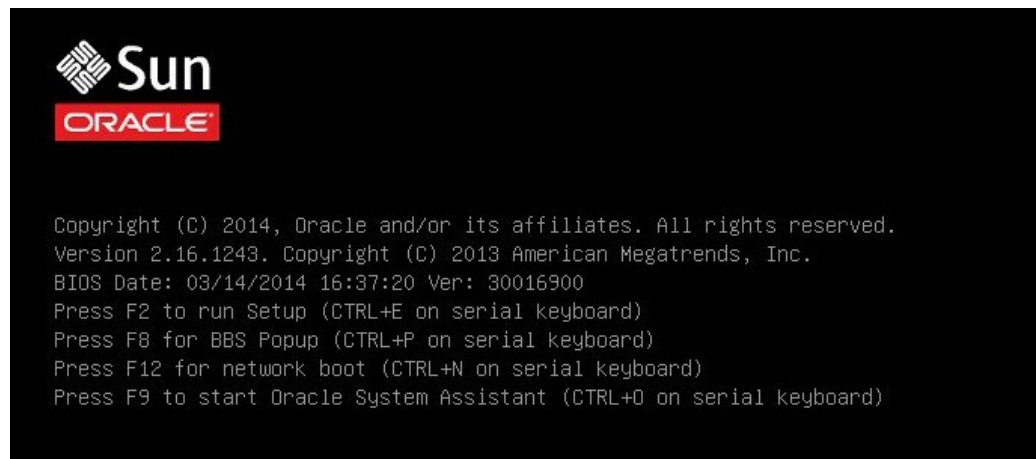 Sun
ORACLE
Copyright (C) 2014, Oracle and/or its affiliates. All rights reserved.
Version 2.16.1243. Copyright (C) 2013 American Megatrends, Inc.
BIOS Date: 03/14/2014 16:37:20 Ver: 30016900
Press F2 to run Setup (CTRL+E on serial keyboard)
Press F8 for BBS Popup (CTRL+P on serial keyboard)
Press F12 for network boot (CTRL+N on serial keyboard)
Press F9 to start Oracle System Assistant (CTRL+O on serial keyboard)